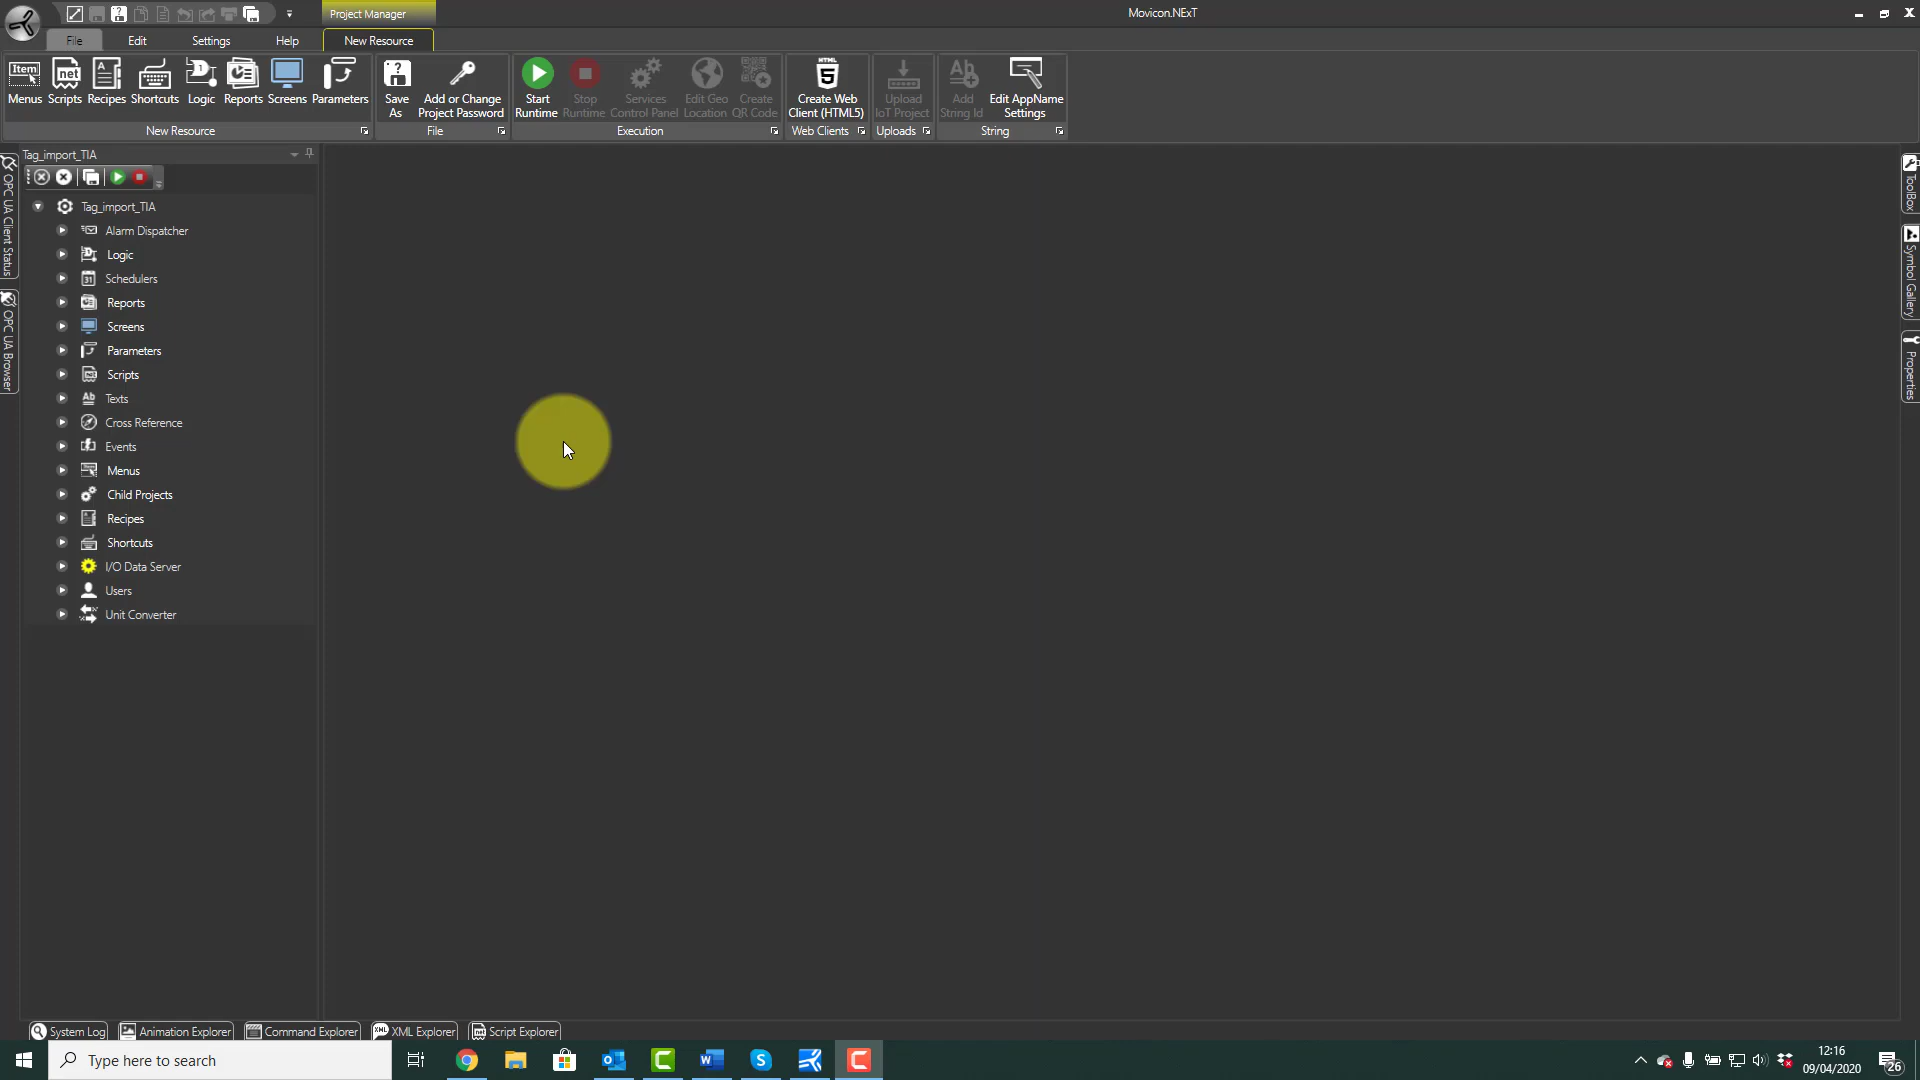 Project Manager
Movicon.NExT
File
Edit
Settings
Help
New Resource
Item
Menus
Scripts
Recipes
Shortcuts
Logic
Reports
Screens
Parameters
New Resource
Save As
Add or Change Project Password
File
Start Runtime
Stop Runtime
Services Control Panel
Edit Geo Location
Create QR Code
Execution
HTML
Create Web Client (HTML5)
Web Clients
Upload IoT Project
Uploads
Add String Id
Edit AppName Settings
String
Tag_import_TIA
OPC UA Client Status
OPC UA Browser
Tag_import_TIA
Alarm Dispatcher
Logic
Schedulers
Reports
Screens
Parameters
Scripts
Texts
Cross Reference
Events
Menus
Child Projects
Recipes
Shortcuts
I/O Data Server
Users
Unit Converter
ToolBox
Symbol Gallery
Properties
System Log
Animation Explorer
Command Explorer
XML Explorer
Script Explorer
Type here to search
12:16
09/04/2020
26